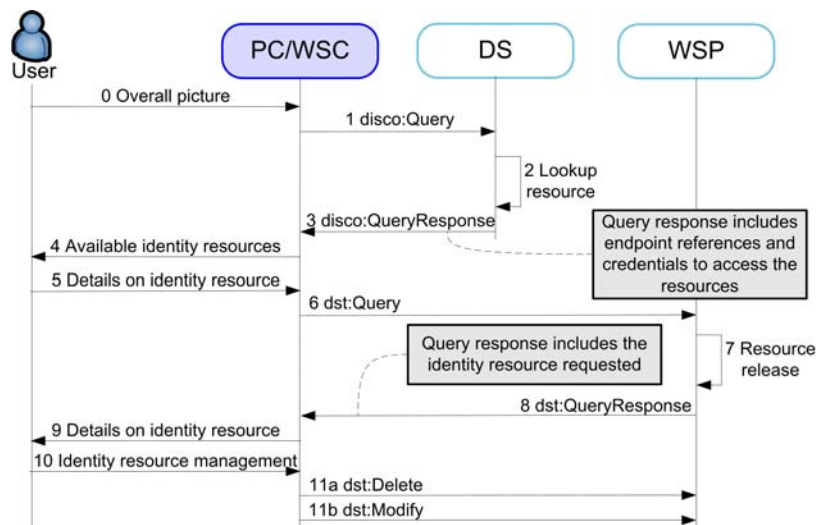 User
PC/WSC
DS
WSP
0 Overall picture
1 disco:Query
2 Lookup
resource
3 disco:QueryResponse
Query response includes
endpoint references and
credentials to access the
resources
4 Available identity resources
5 Details on identity resource
6 dst:Query
Query response includes the
identity resource requested
7 Resource
release
8 dst:QueryResponse
9 Details on identity resource
10 Identity resource management
11a dst:Delete
11b dst:Modify